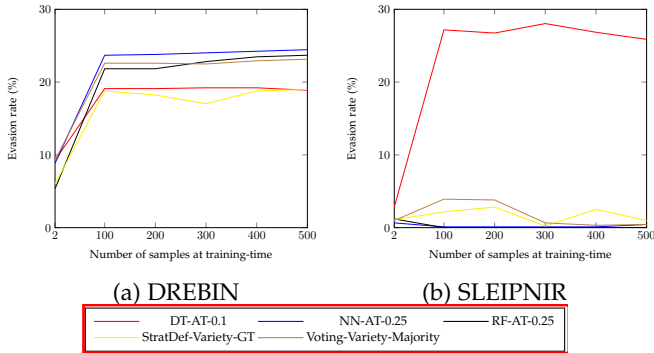 30
20
10
0
Evasion rate (%)
2 100 200 300 400 500
Number of samples at training-time
(a) DREBIN
30
20
10
0
Evasion rate (%)
2 100 200 300 400 500
Number of samples at training-time
(b) SLEIPNIR
DT-AT-0.1 NN-AT-0.25 RF-AT-0.25
StratDef-Variety-GT Voting-Variety-Majority